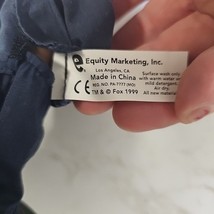 e Equity Marketing, Inc.
Los Angeles, CA
Made in China
CE REG. NO. PA-7777 (HO)
TM & © Fox 1999
Surface wash only
with warm water and
mild detergent.
Air dry.